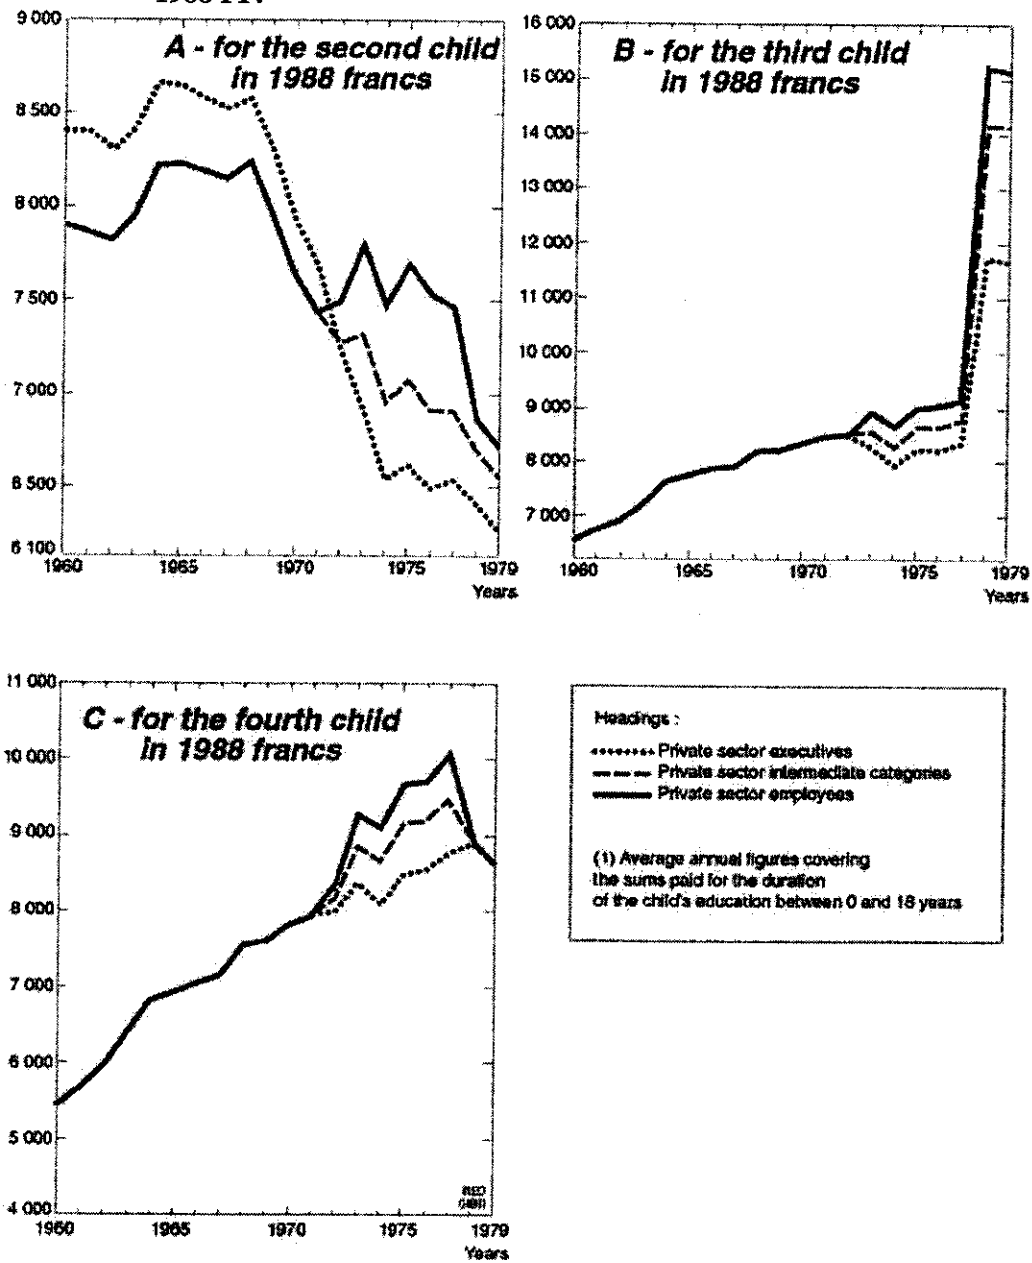 A - for the second child
in 1988 francs
9 000
8 500
8 000
7 500
7 000
6 500
6 100
1960 1965 1970 1975 1979
Years
B - for the third child
in 1988 francs
16 000
15 000
14 000
13 000
12 000
11 000
10 000
9 000
8 000
7 000
1960 1965 1970 1975 1979
Years
C - for the fourth child
in 1988 francs
11 000
10 000
9 000
8 000
7 000
6 000
5 000
4 000
1960 1965 1970 1975 1979
Years
Headings :
Private sector executives
Private sector intermediate categories
Private sector employees
(1) Average annual figures covering
the sums paid for the duration
of the child's education between 0 and 18 years